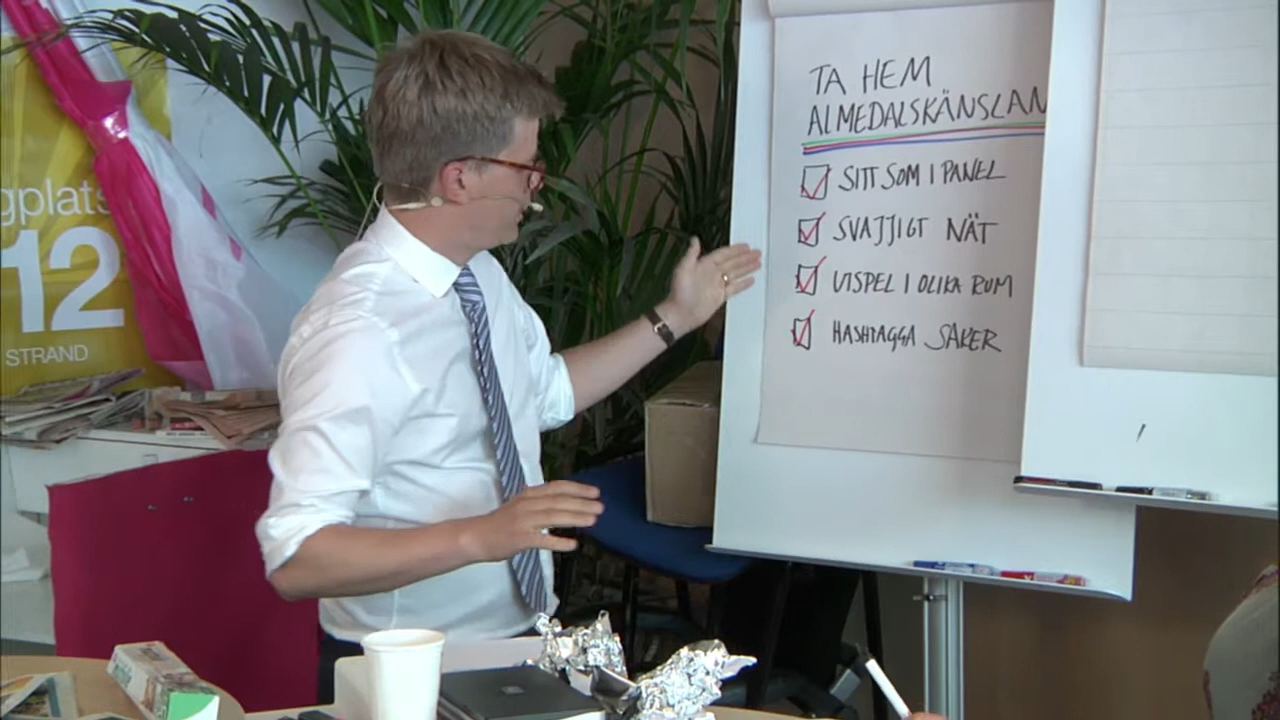 gplats
12
STRAND
TA HEM
ALMEDALSKÄNSLAN
SITT SOM I PANEL
SVAJJIGT NÄT
VISPEL I OLIKA RUM
HASHTAGGA SAKER